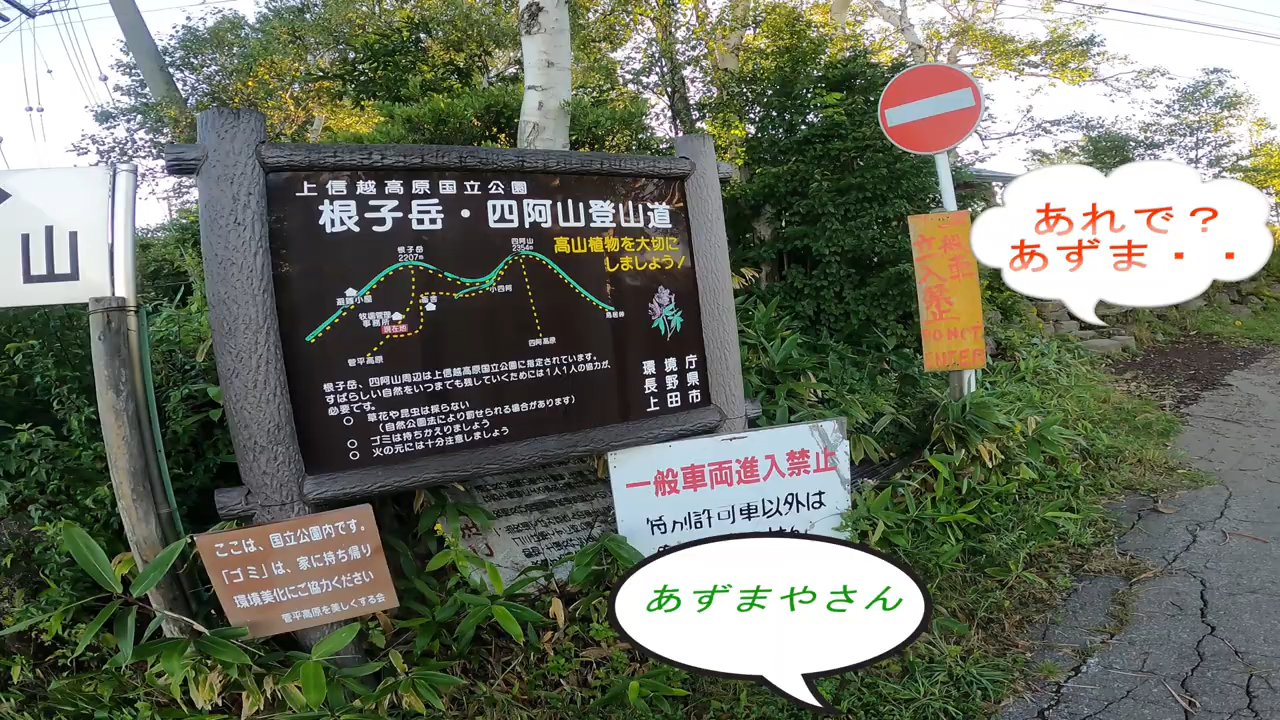 山
上信越高原国立公園
根子岳・四阿山登山道
高山植物を大切に
しましょう!
根子岳
2207m
四阿山
2354m
避難小屋
小四阿
鳥居峠
牧場管理
事務所
現在地
菅平高原
四阿高原
根子岳、四阿山周辺は上信越高原国立公園に指定されています。
すばらしい自然をいつまでも残していくためには1人1人の協力が、
必要です。
○ 草花や昆虫は採らない
(自然公園法により罰せられる場合があります)
○ ゴミは持ちかえりましょう
○ 火の元には十分注意しましょう
環境庁
長野県
上田市
立入禁止
DO NOT
ENTER
あれで?
あずま・・
一般車両進入禁止
許可車以外は
ここは、国立公園内です。
「ゴミ」は、家に持ち帰り
環境美化にご協力ください
菅平高原を美しくする会
あずまやさん